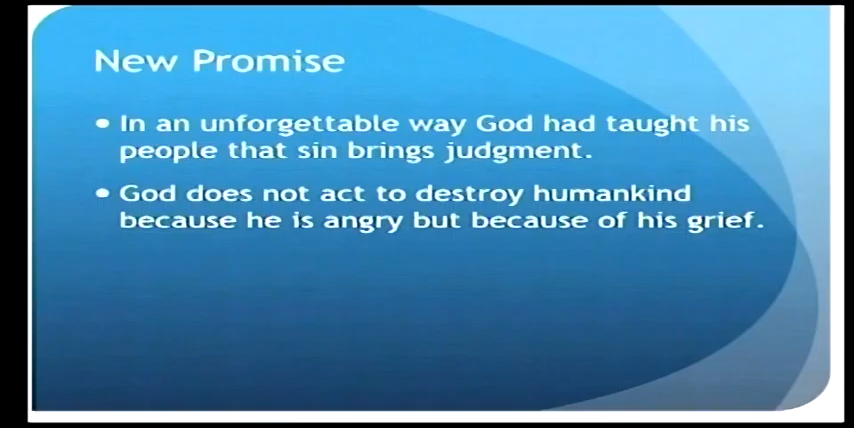 New Promise
• In an unforgettable way God had taught his
people that sin brings judgment.
• God does not act to destroy humankind
because he is angry but because of his grief.